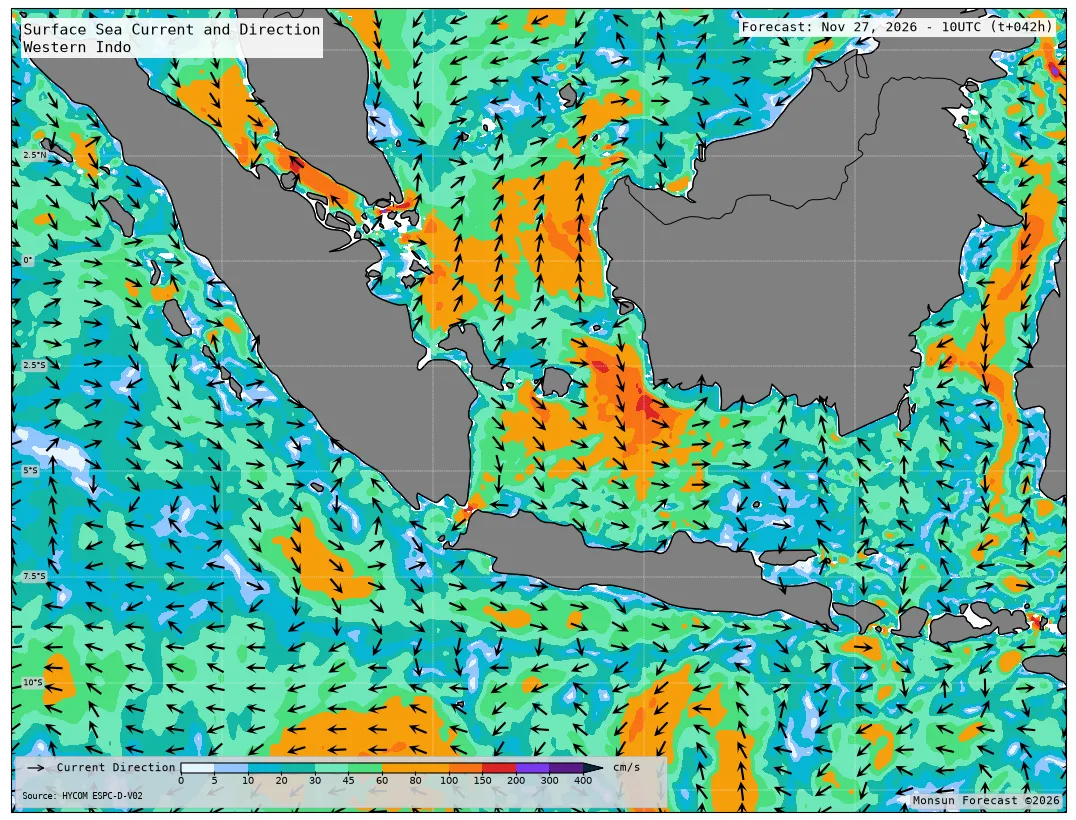 Surface Sea Current and Direction
Western Indo
Forecast: Nov 27, 2026 - 10UTC (t+042h)
2.5°N
0°
2.5°S
5°S
7.5°S
10°S
Current Direction
0 5 10 20 30 45 60 80 100 150 200 300 400 cm/s
Source: HYCOM ESPC-D-V02
Monsun Forecast ©2026